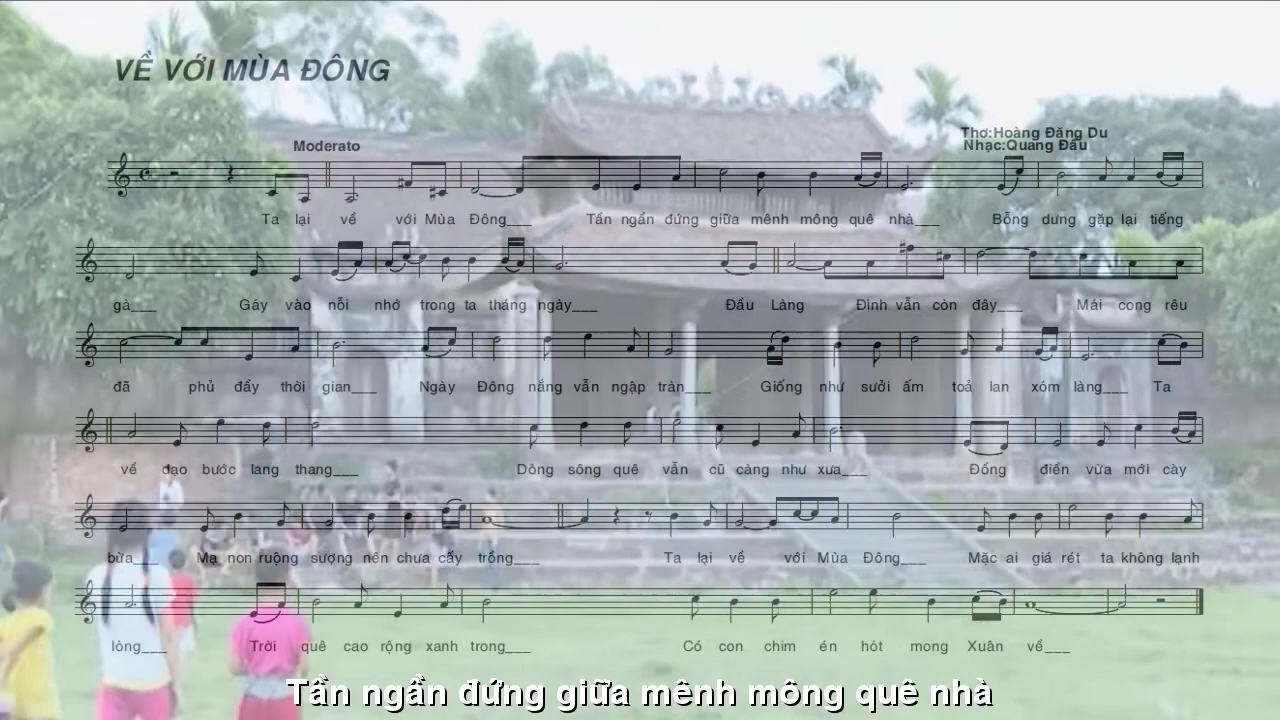 VỀ VỚI MÙA ĐÔNG
Thơ:Hoàng Đăng Du
Moderato
Nhạc:Quang Đẩu
Ta lại về với Mùa Đông___ Tần ngần đứng giữa mênh mông quê nhà___ Bỗng dưng gặp lại tiếng
gà___ Gáy vào nỗi nhớ trong ta tháng ngày___ Đầu Làng Đình vẫn còn đây___ Mái cong rêu
đã phủ đầy thời gian___ Ngày Đông nắng vẫn ngập tràn___ Giống như sưởi ấm toả lan xóm làng___ Ta
về dạo bước lang thang___ Dòng sông quê vẫn cũ càng như xưa___ Đồng điền vừa mới cày
bừa___ Mạ non ruộng sượng nên chưa cấy trồng___ Ta lại về với Mùa Đông___ Mặc ai giá rét ta không lạnh
lòng___ Trời quê cao rộng xanh trong___ Có con chim én hót mong Xuân về___
Tần ngần đứng giữa mênh mông quê nhà